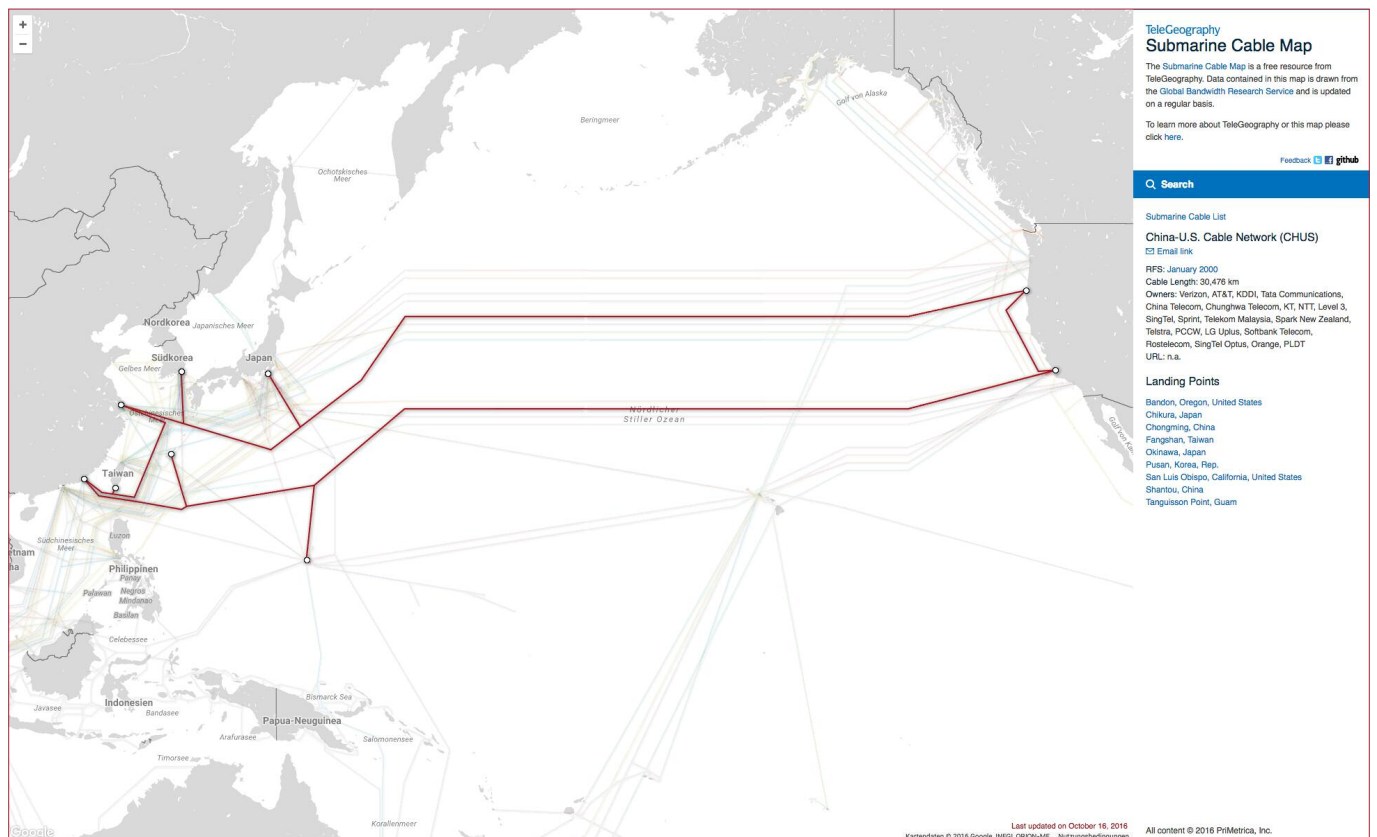 +
−
Golf von Alaska
Beringmeer
Ochotskisches
Meer
Nordkorea
Japanisches Meer
Südkorea
Japan
Gelbes Meer
Ostchinesisches
Meer
Nördlicher
Stiller Ozean
Taiwan
Südchinesisches
Meer
Luzon
Philippinen
Panay
Palawan
Negros
Mindanao
Basilan
Celebessee
Indonesien
Javasee
Bandasee
Bismarck Sea
Papua-Neuguinea
Arafurasee
Salomonensee
Timorsee
Korallenmeer
Google
Last updated on October 16, 2016
TeleGeography
Submarine Cable Map
The Submarine Cable Map is a free resource from
TeleGeography. Data contained in this map is drawn from
the Global Bandwidth Research Service and is updated
on a regular basis.
To learn more about TeleGeography or this map please
click here.
Feedback
github
Search
Submarine Cable List
China-U.S. Cable Network (CHUS)
Email link
RFS: January 2000
Cable Length: 30,476 km
Owners: Verizon, AT&T, KDDI, Tata Communications,
China Telecom, Chunghwa Telecom, KT, NTT, Level 3,
SingTel, Sprint, Telekom Malaysia, Spark New Zealand,
Telstra, PCCW, LG Uplus, Softbank Telecom,
Rostelecom, SingTel Optus, Orange, PLDT
URL: n.a.
Landing Points
Bandon, Oregon, United States
Chikura, Japan
Chongming, China
Fangshan, Taiwan
Okinawa, Japan
Pusan, Korea, Rep.
San Luis Obispo, California, United States
Shantou, China
Tanguisson Point, Guam
All content © 2016 PriMetrica, Inc.